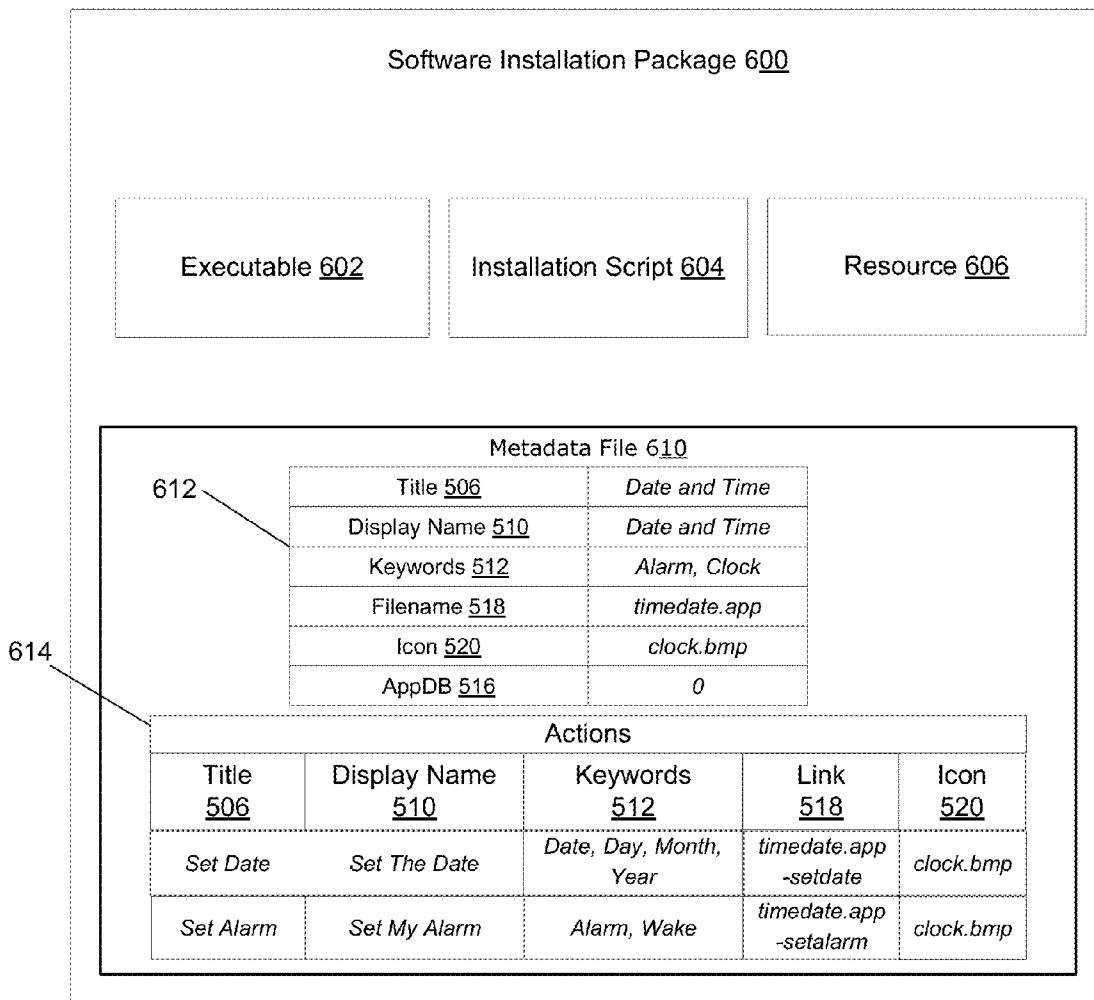 Software Installation Package 600
Executable 602
Installation Script 604
Resource 606
Metadata File 610
612
Title 506
Date and Time
Display Name 510
Date and Time
Keywords 512
Alarm, Clock
Filename 518
timedate.app
Icon 520
clock.bmp
AppDB 516
0
614
Actions
Title
506
Display Name
510
Keywords
512
Link
518
Icon
520
Set Date
Set The Date
Date, Day, Month,
Year
timedate.app
-setdate
clock.bmp
Set Alarm
Set My Alarm
Alarm, Wake
timedate.app
-setalarm
clock.bmp